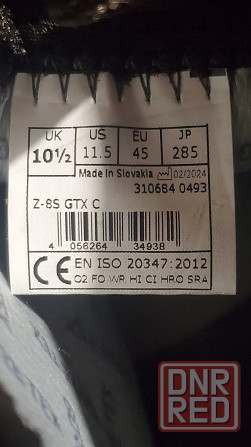 UK US EU JP
10½ 11.5 45 285
Made In Slovakia 02/2024
310684 0493
Z-8S GTX C
4 056264 34938
CE EN ISO 20347:2012
O2 FO WR HI CI HRO SRA
DNR
RED